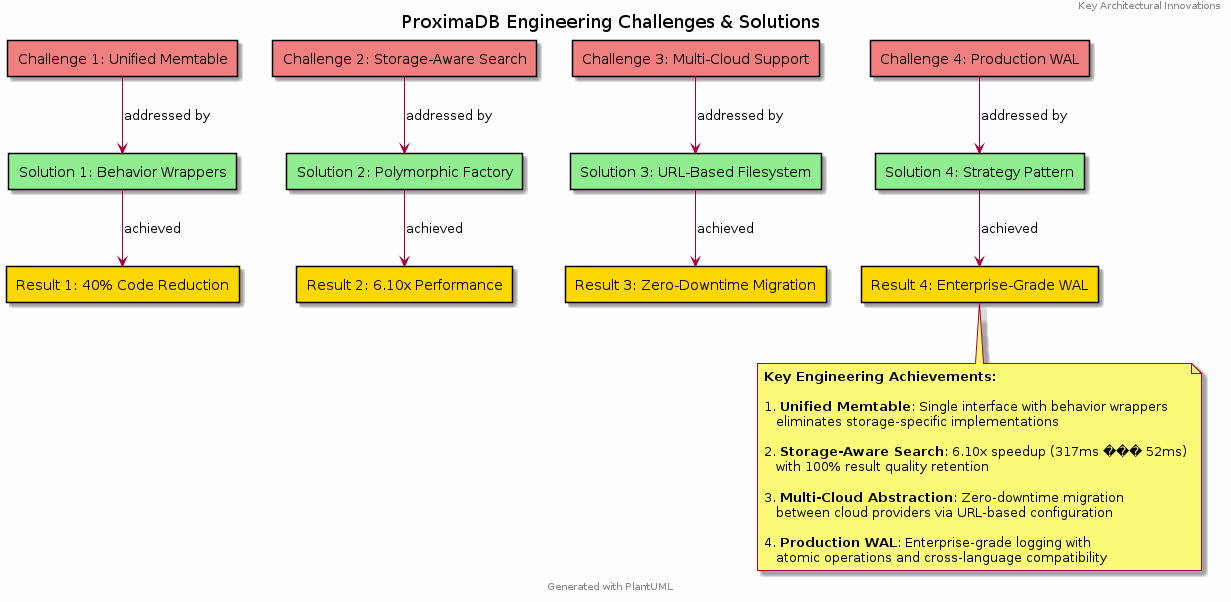 Key Architectural Innovations
ProximaDB Engineering Challenges & Solutions
Challenge 1: Unified Memtable
Challenge 2: Storage-Aware Search
Challenge 3: Multi-Cloud Support
Challenge 4: Production WAL
addressed by
addressed by
addressed by
addressed by
Solution 1: Behavior Wrappers
Solution 2: Polymorphic Factory
Solution 3: URL-Based Filesystem
Solution 4: Strategy Pattern
achieved
achieved
achieved
achieved
Result 1: 40% Code Reduction
Result 2: 6.10x Performance
Result 3: Zero-Downtime Migration
Result 4: Enterprise-Grade WAL
Key Engineering Achievements:
1. Unified Memtable: Single interface with behavior wrappers
eliminates storage-specific implementations
2. Storage-Aware Search: 6.10x speedup (317ms ��� 52ms)
with 100% result quality retention
3. Multi-Cloud Abstraction: Zero-downtime migration
between cloud providers via URL-based configuration
4. Production WAL: Enterprise-grade logging with
atomic operations and cross-language compatibility
Generated with PlantUML